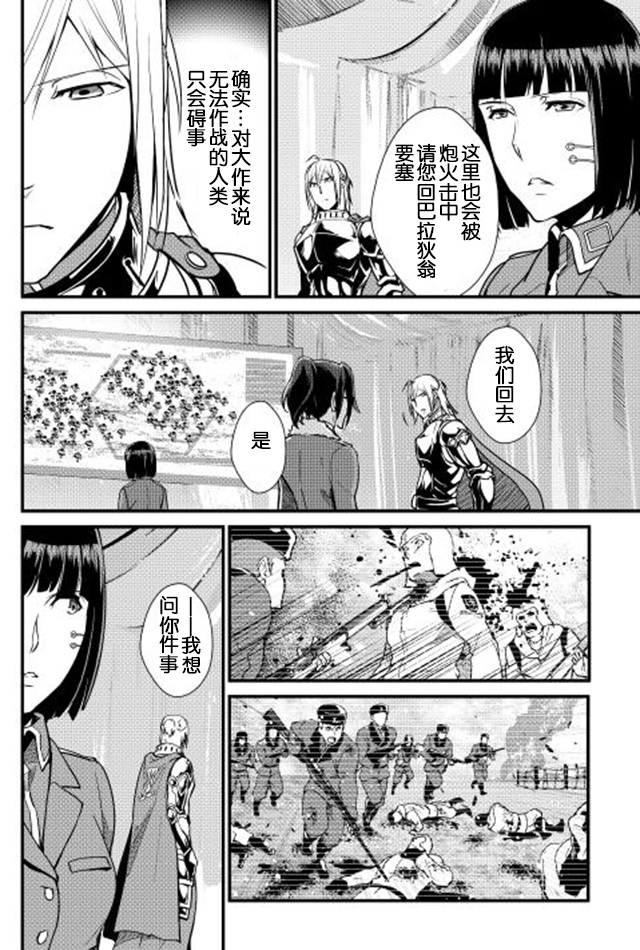 这里也会被
炮火击中
请您回巴拉狄翁
要塞
确实…对大作来说
无法作战的人类
只会碍事
我们回去
是
——我想
问你件事